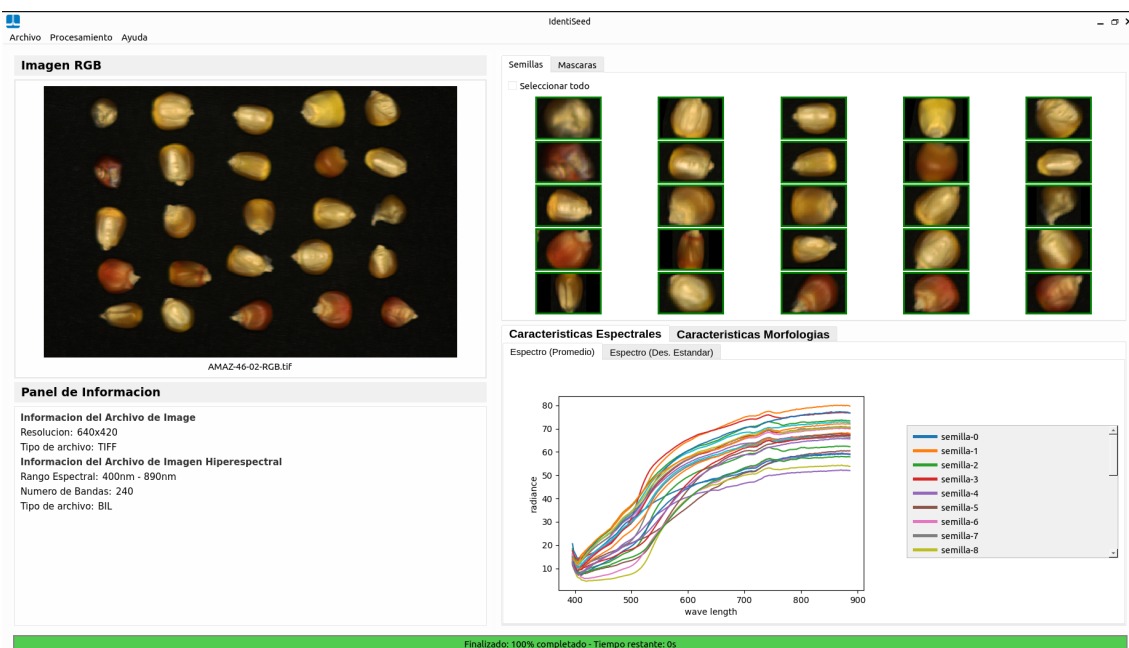 IdentiSeed
Archivo Procesamiento Ayuda
Imagen RGB
AMAZ-46-02-RGB.tif
Panel de Informacion
Informacion del Archivo de Image
Resolucion: 640x420
Tipo de archivo: TIFF
Informacion del Archivo de Imagen Hiperespectral
Rango Espectral: 400nm - 890nm
Numero de Bandas: 240
Tipo de archivo: BIL
Semillas Mascaras
Seleccionar todo
Caracteristicas Espectrales Caracteristicas Morfologias
Espectro (Promedio) Espectro (Des. Estandar)
80
70
60
50
40
30
20
10
radiance
400 500 600 700 800 900
wave length
semilla-0
semilla-1
semilla-2
semilla-3
semilla-4
semilla-5
semilla-6
semilla-7
semilla-8
Finalizado: 100% completado - Tiempo restante: 0s